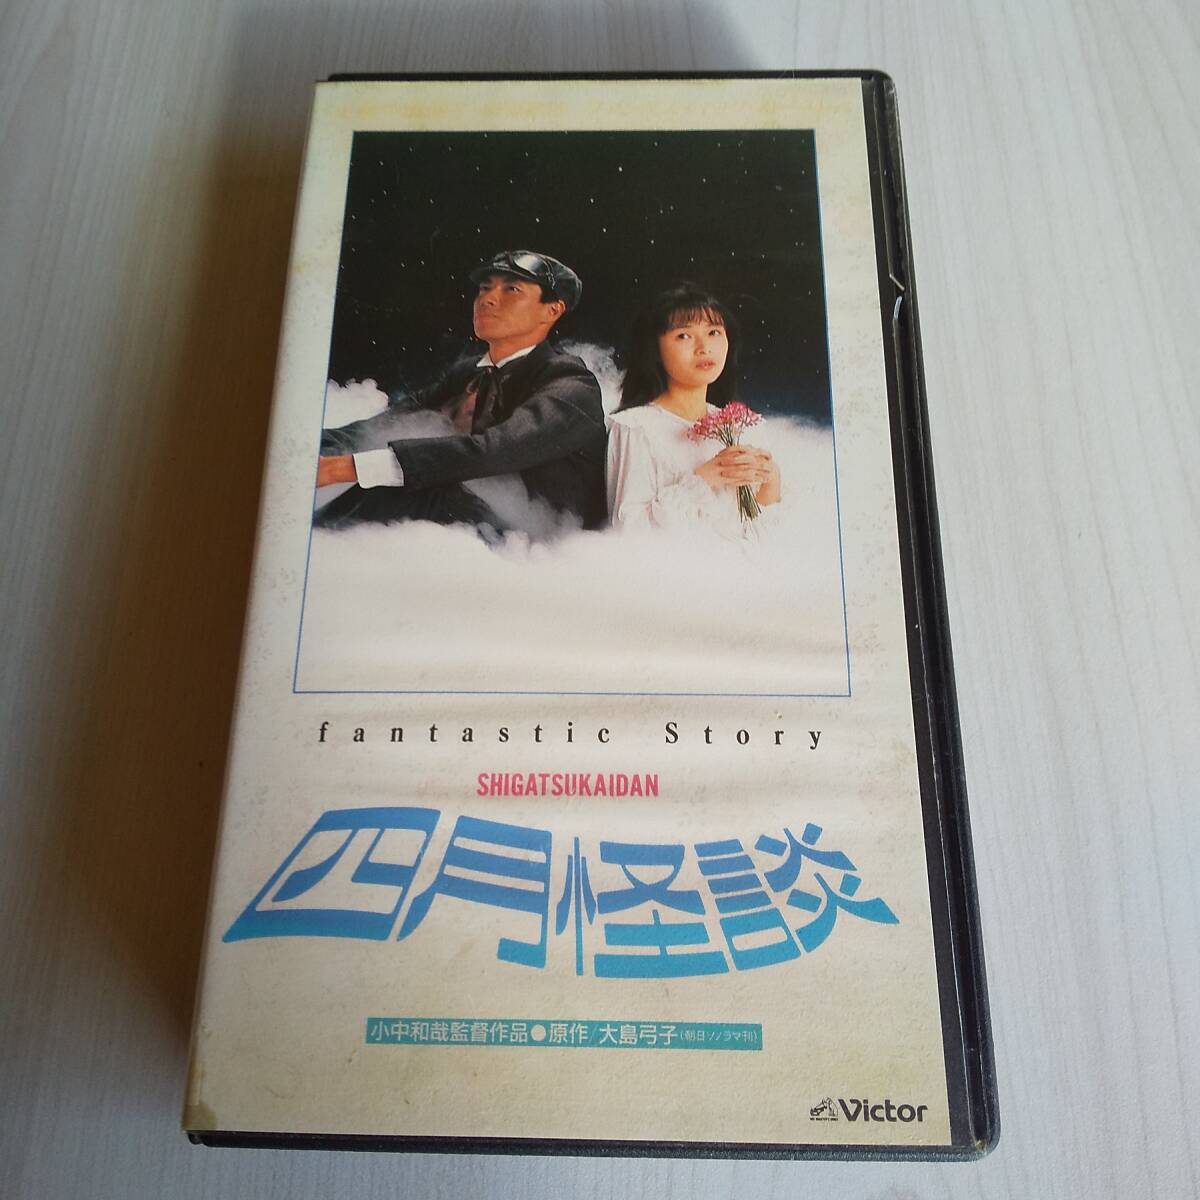 fantastic Story
SHIGATSUKAIDAN
四月怪談
小中和哉監督作品●原作/大島弓子(朝日ソノラマ刊)
Victor